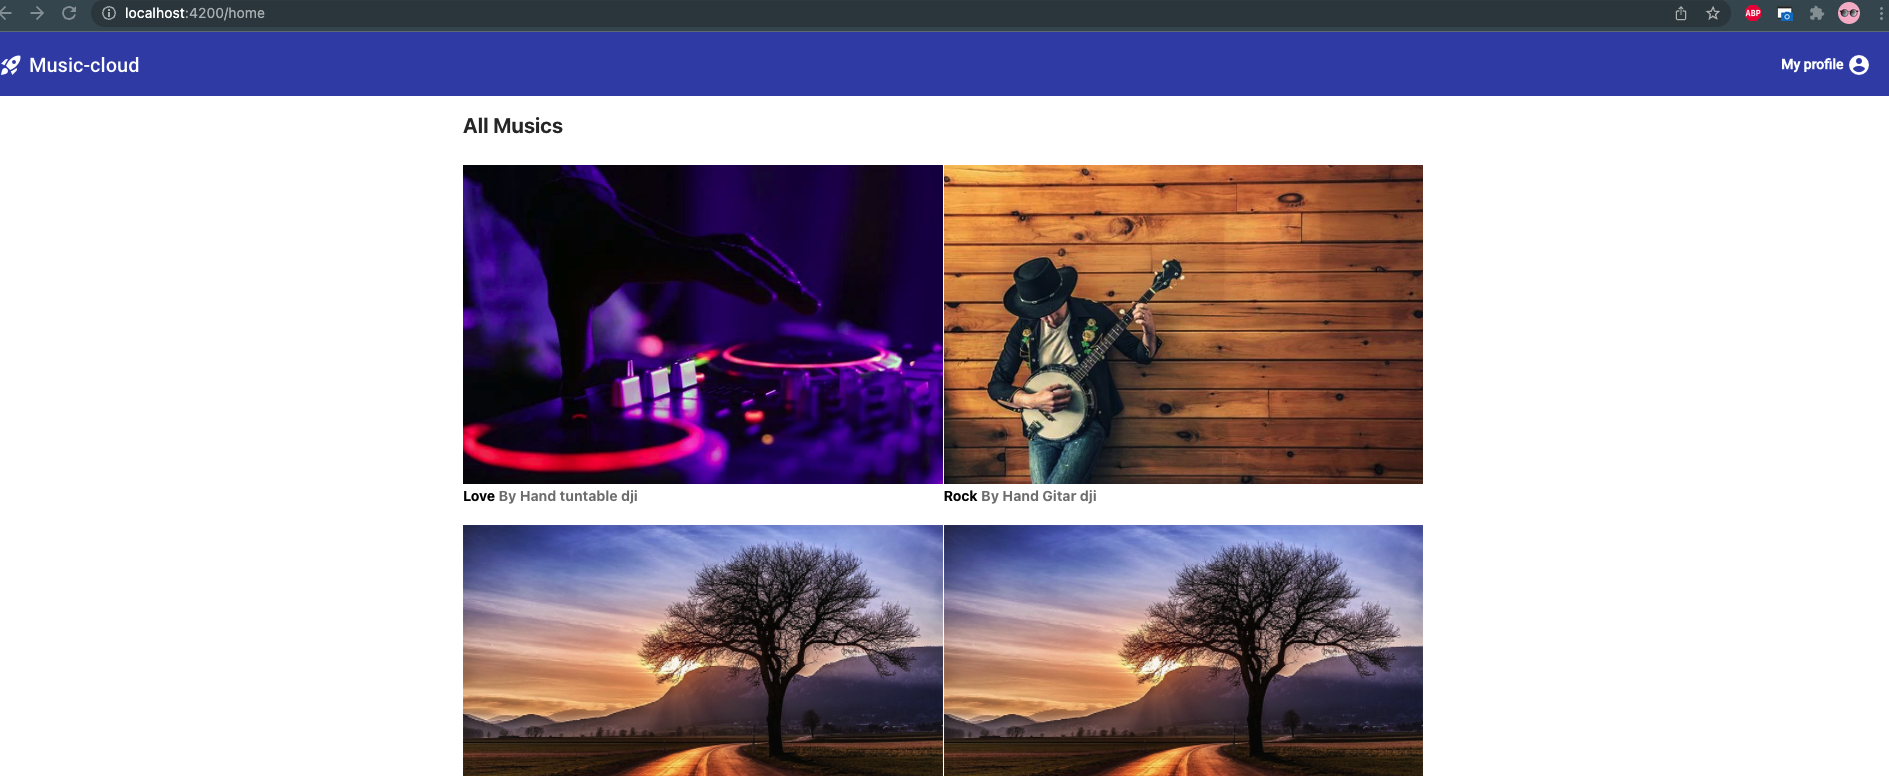 localhost:4200/home
ABP
Music-cloud
My profile
All Musics
Love By Hand tuntable dji
Rock By Hand Gitar dji